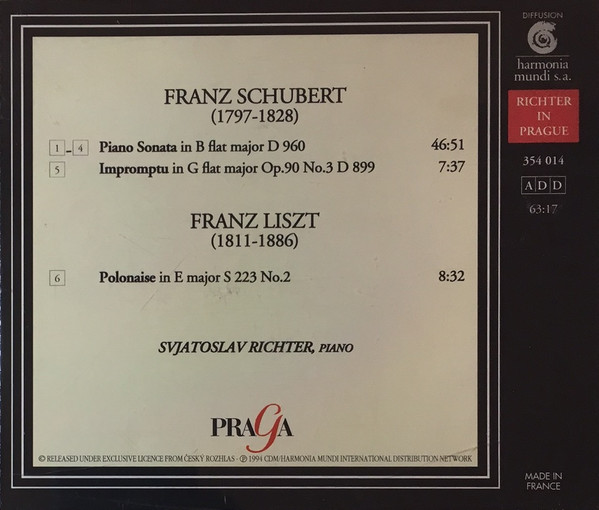 FRANZ SCHUBERT
(1797-1828)
1 - 4 Piano Sonata in B flat major D 960 46:51
5 Impromptu in G flat major Op.90 No.3 D 899 7:37
FRANZ LISZT
(1811-1886)
6 Polonaise in E major S 223 No.2 8:32
SVJATOSLAV RICHTER, PIANO
PRAGA
© RELEASED UNDER EXCLUSIVE LICENCE FROM ČESKÝ ROZHLAS - ℗ 1994 CDM/HARMONIA MUNDI INTERNATIONAL DISTRIBUTION NETWORK
DIFFUSION
harmonia
mundi s.a.
RICHTER
IN
PRAGUE
354 014
A D D
63:17
MADE IN
FRANCE